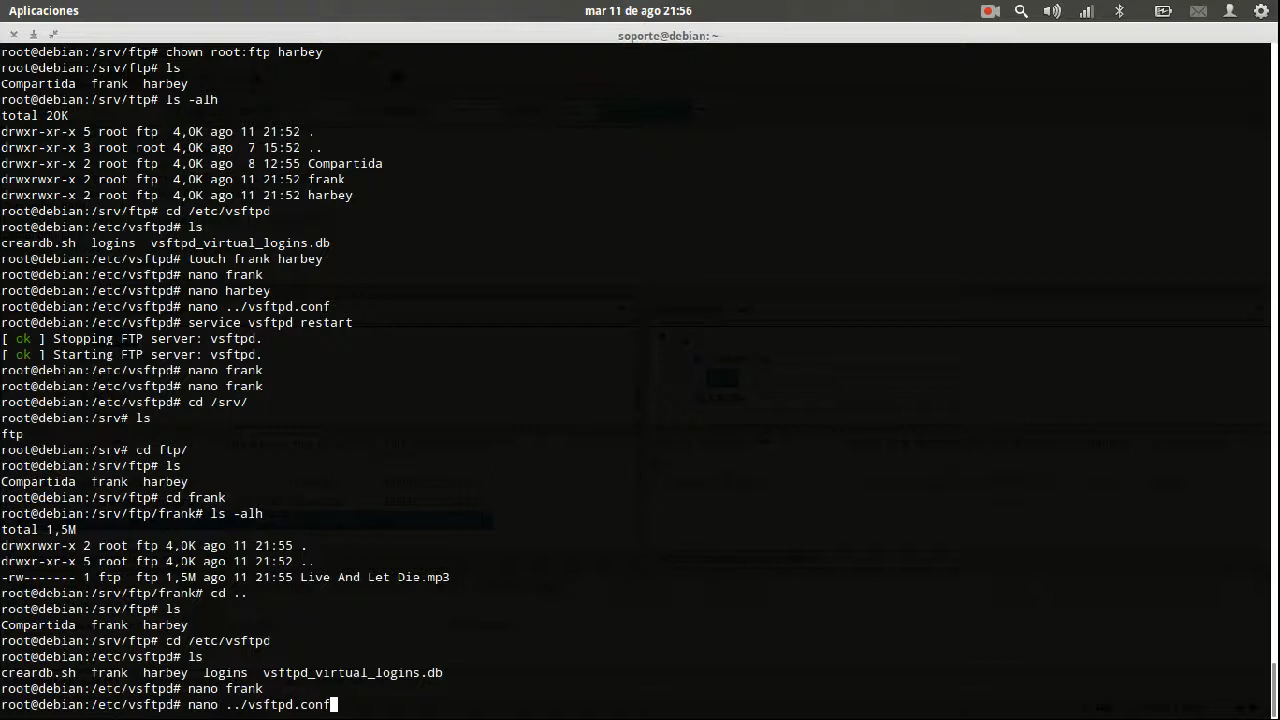 Aplicaciones
mar 11 de ago 21:56
soporte@debian: ~
root@debian:/srv/ftp# chown root:ftp harbey
root@debian:/srv/ftp# ls
Compartida  frank  harbey
root@debian:/srv/ftp# ls -alh
total 20K
drwxr-xr-x 5 root ftp  4,0K ago 11 21:52 .
drwxr-xr-x 3 root root 4,0K ago  7 15:52 ..
drwxr-xr-x 2 root ftp  4,0K ago  8 12:55 Compartida
drwxrwxr-x 2 root ftp  4,0K ago 11 21:52 frank
drwxrwxr-x 2 root ftp  4,0K ago 11 21:52 harbey
root@debian:/srv/ftp# cd /etc/vsftpd
root@debian:/etc/vsftpd# ls
creardb.sh  logins  vsftpd_virtual_logins.db
root@debian:/etc/vsftpd# touch frank harbey
root@debian:/etc/vsftpd# nano frank
root@debian:/etc/vsftpd# nano harbey
root@debian:/etc/vsftpd# nano ../vsftpd.conf
root@debian:/etc/vsftpd# service vsftpd restart
[ ok ] Stopping FTP server: vsftpd.
[ ok ] Starting FTP server: vsftpd.
root@debian:/etc/vsftpd# nano frank
root@debian:/etc/vsftpd# nano frank
root@debian:/etc/vsftpd# cd /srv/
root@debian:/srv# ls
ftp
root@debian:/srv# cd ftp/
root@debian:/srv/ftp# ls
Compartida  frank  harbey
root@debian:/srv/ftp# cd frank
root@debian:/srv/ftp/frank# ls -alh
total 1,5M
drwxrwxr-x 2 root ftp 4,0K ago 11 21:55 .
drwxr-xr-x 5 root ftp 4,0K ago 11 21:52 ..
-rw------- 1 ftp  ftp 1,5M ago 11 21:55 Live And Let Die.mp3
root@debian:/srv/ftp/frank# cd ..
root@debian:/srv/ftp# ls
Compartida  frank  harbey
root@debian:/srv/ftp# cd /etc/vsftpd
root@debian:/etc/vsftpd# ls
creardb.sh  frank  harbey  logins  vsftpd_virtual_logins.db
root@debian:/etc/vsftpd# nano frank
root@debian:/etc/vsftpd# nano ../vsftpd.conf